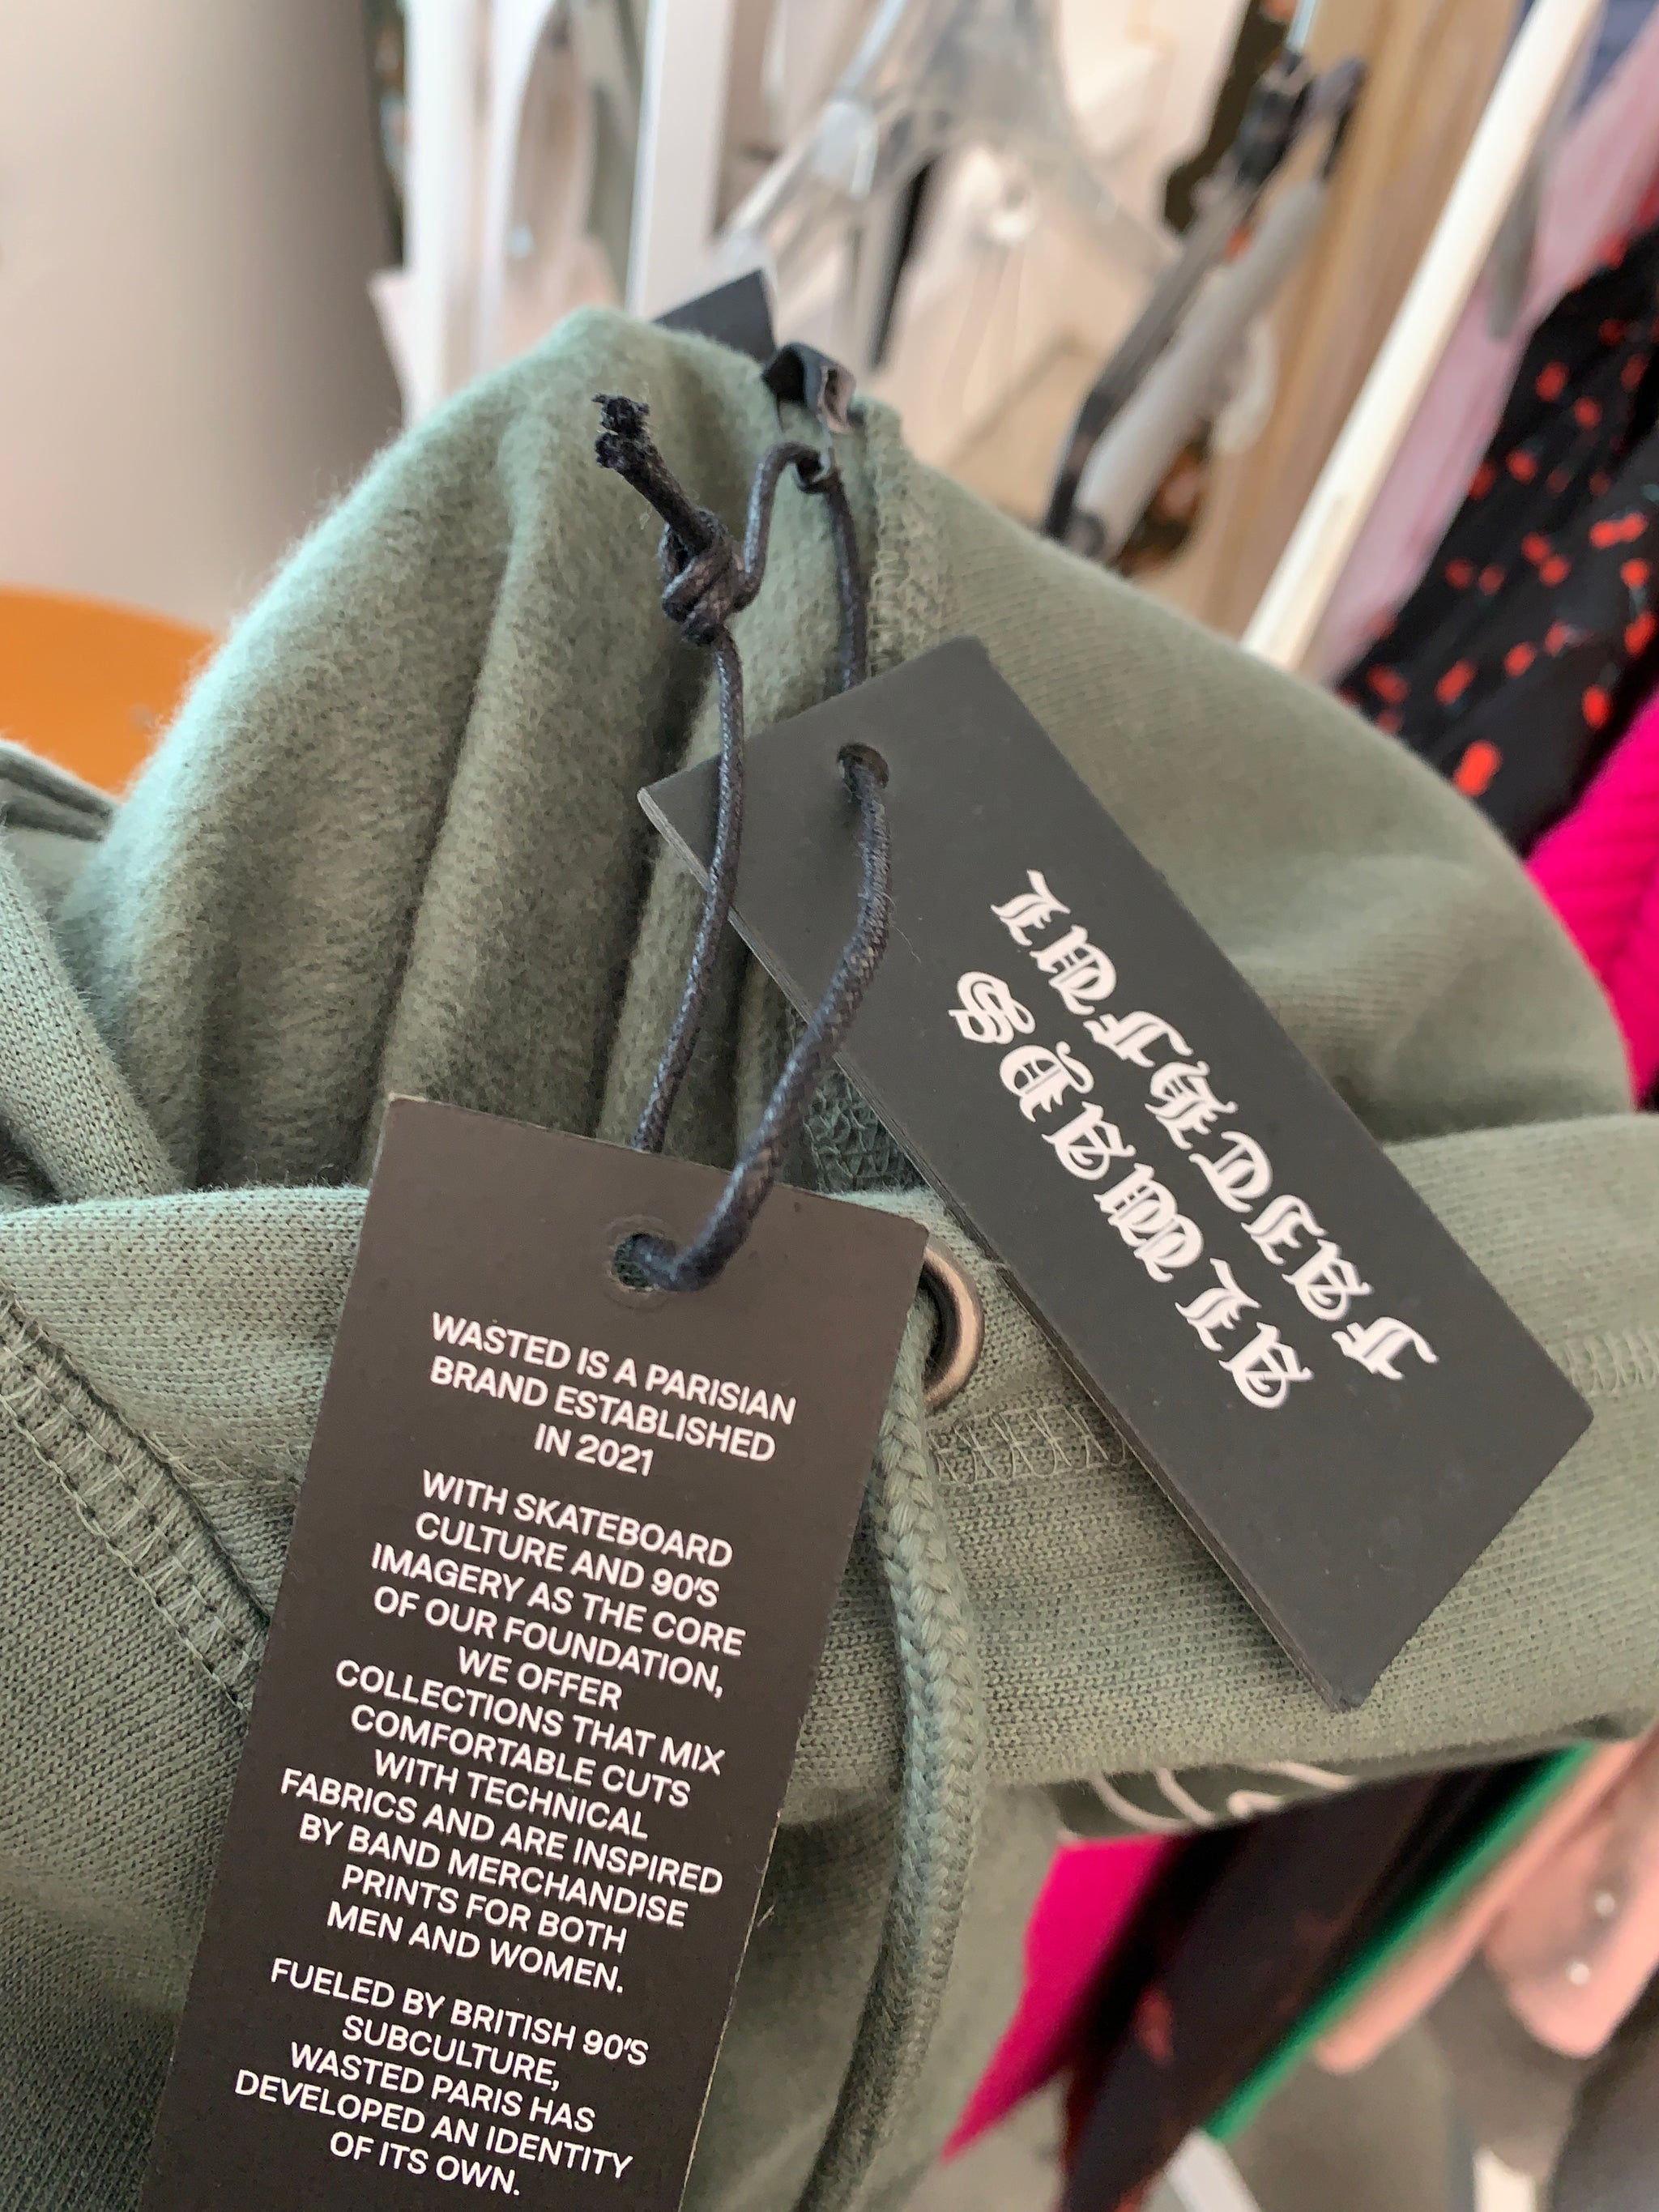 WASTED IS A PARISIAN
BRAND ESTABLISHED
IN 2021
WITH SKATEBOARD
CULTURE AND 90'S
IMAGERY AS THE CORE
OF OUR FOUNDATION,
WE OFFER
COLLECTIONS THAT MIX
COMFORTABLE CUTS
WITH TECHNICAL
FABRICS AND ARE INSPIRED
BY BAND MERCHANDISE
PRINTS FOR BOTH
MEN AND WOMEN.
FUELED BY BRITISH 90'S
SUBCULTURE,
WASTED PARIS HAS
DEVELOPED AN IDENTITY
OF ITS OWN.